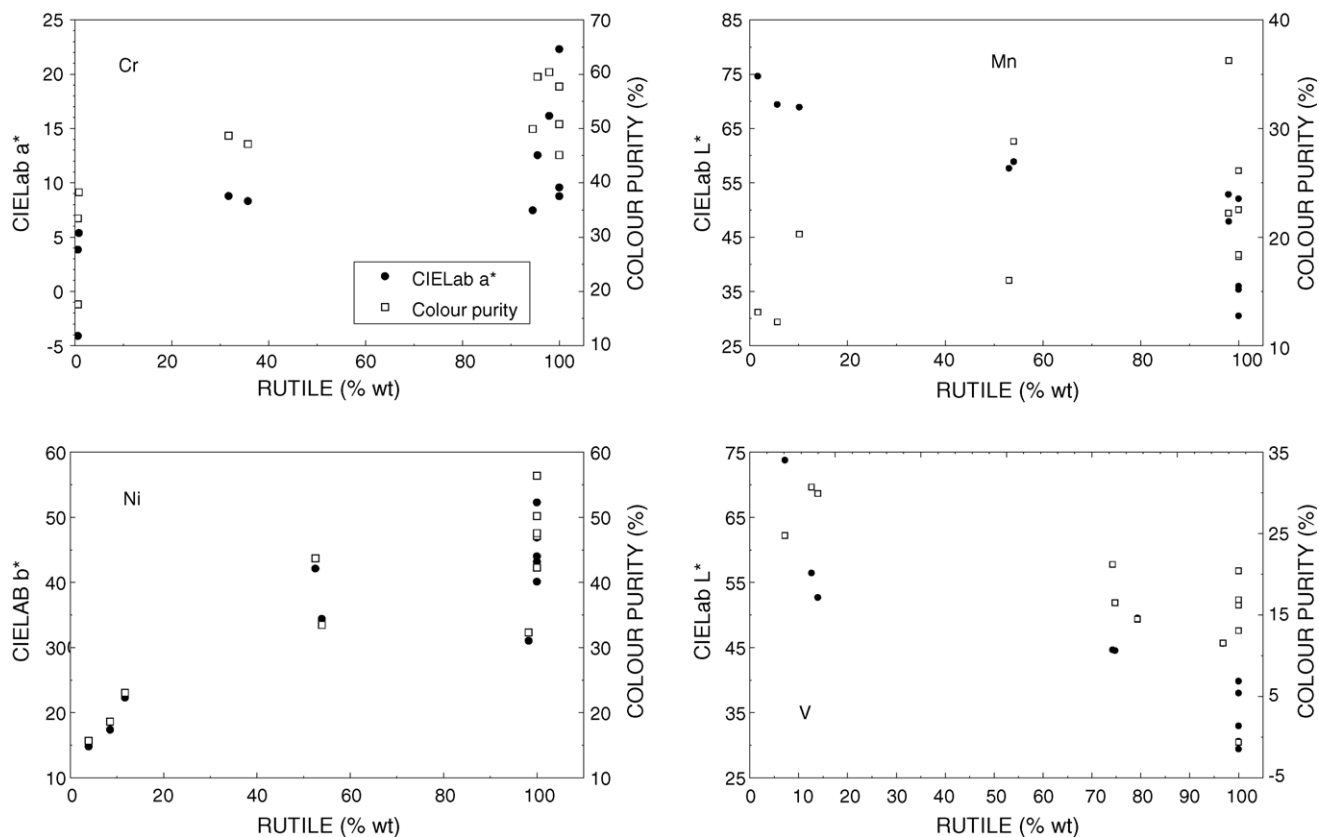 25
20
15
10
5
0
-5
CIELab a*
Cr
CIELab a*
Colour purity
70
60
50
40
30
20
10
COLOUR PURITY (%)
0 20 40 60 80 100
RUTILE (% wt)
85
75
65
55
45
35
25
CIELab L*
Mn
40
30
20
10
COLOUR PURITY (%)
0 20 40 60 80 100
RUTILE (% wt)
60
50
40
30
20
10
CIELAB b*
Ni
60
50
40
30
20
10
COLOUR PURITY (%)
0 20 40 60 80 100
RUTILE (% wt)
75
65
55
45
35
25
CIELab L*
V
35
25
15
5
-5
COLOUR PURITY (%)
0 10 20 30 40 50 60 70 80 90 100
RUTILE (% wt)